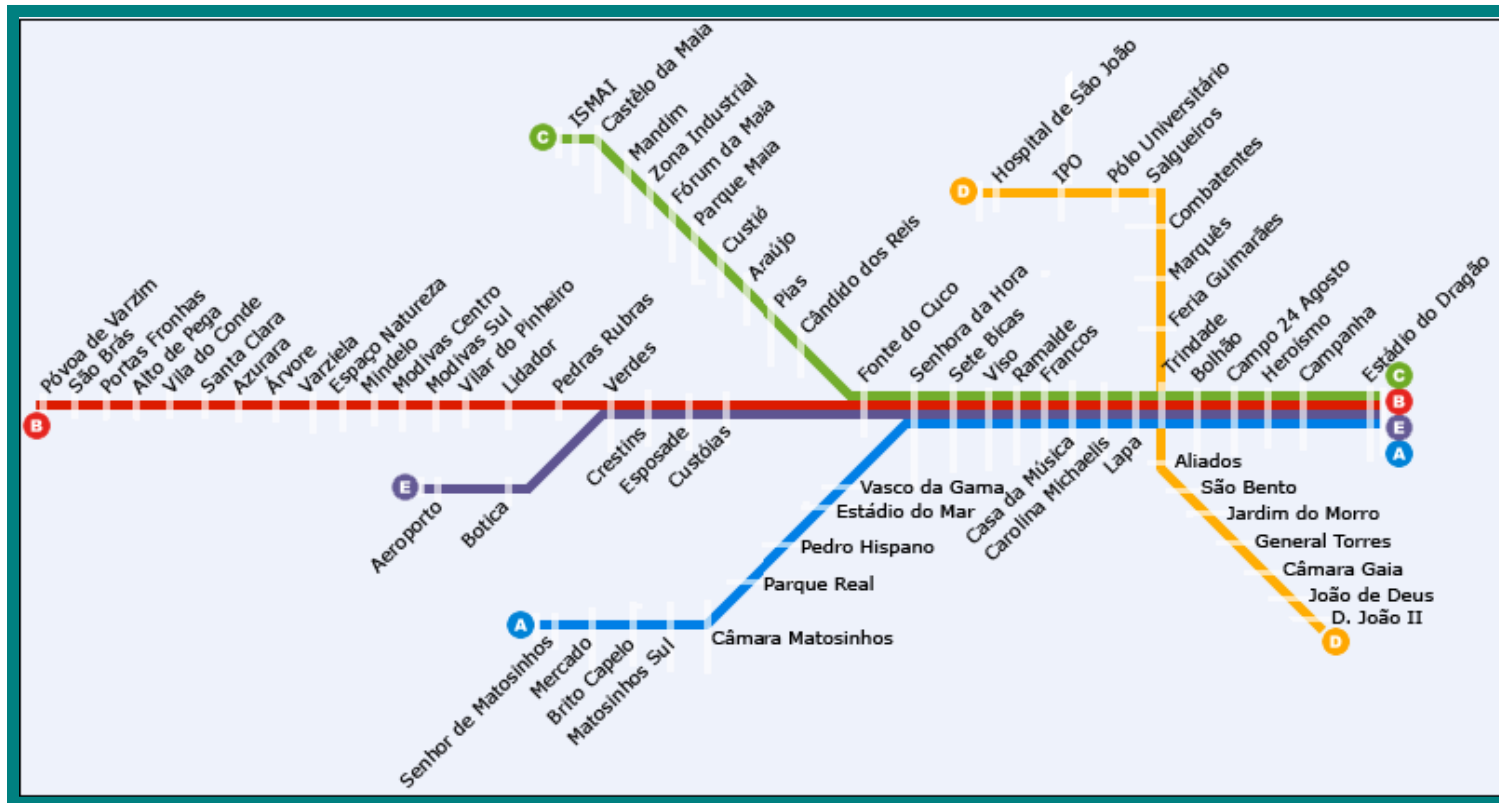 C
ISMAI
Castêlo da Maia
Mandim
Zona Industrial
Fórum da Maia
Parque Maia
Custió
Araújo
Pias
Cândido dos Reis
D
Hospital de São João
IPO
Pólo Universitário
Salgueiros
Combatentes
Marquês
Feria Guimarães
Póvoa de Varzim
São Brás
Portas Fronhas
Alto de Pega
Vila do Conde
Santa Clara
Azurara
Árvore
Varziela
Espaço Natureza
Mindelo
Modivas Centro
Modivas Sul
Vilar do Pinheiro
Lidador
Pedras Rubras
Verdes
Fonte do Cuco
Senhora da Hora
Sete Bicas
Viso
Ramalde
Francos
Trindade
Bolhão
Campo 24 Agosto
Heroísmo
Campanha
Estádio do Dragão
B
C
B
E
A
Crestins
Esposade
Custóias
Casa da Música
Carolina Michaelis
Lapa
E
Aeroporto
Botica
Vasco da Gama
Estádio do Mar
Pedro Hispano
Parque Real
Câmara Matosinhos
A
Senhor de Matosinhos
Mercado
Brito Capelo
Matosinhos Sul
Aliados
São Bento
Jardim do Morro
General Torres
Câmara Gaia
João de Deus
D. João II
D